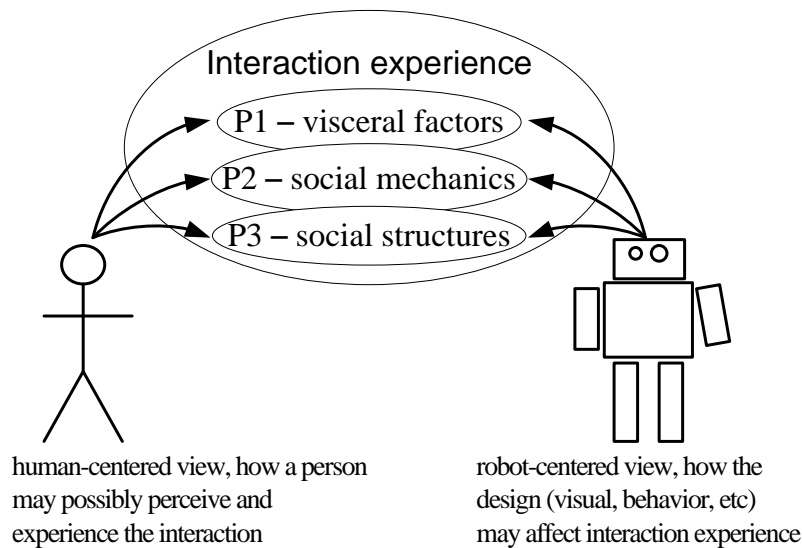 Interaction experience
P1 – visceral factors
P2 – social mechanics
P3 – social structures
human-centered view, how a person
may possibly perceive and
experience the interaction
robot-centered view, how the
design (visual, behavior, etc)
may affect interaction experience